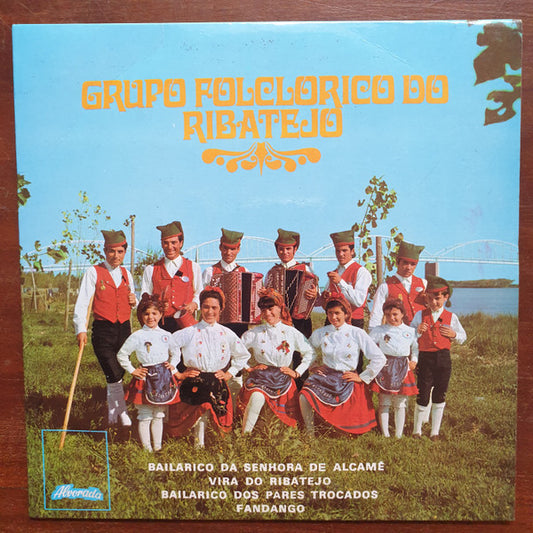 GRUPO FOLCLORICO DO
RIBATEJO
BAILARICO DA SENHORA DE ALCAMÉ
VIRA DO RIBATEJO
BAILARICO DOS PARES TROCADOS
FANDANGO
Alvorada